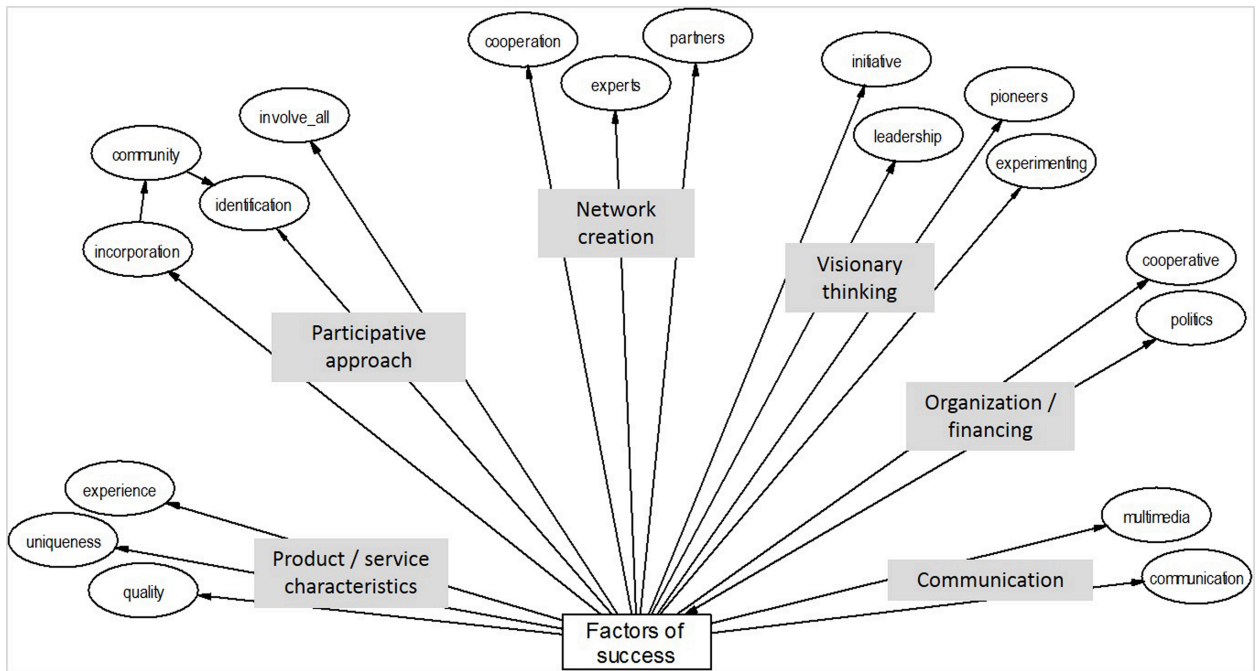 cooperation
partners
experts
initiative
pioneers
involve_all
leadership
experimenting
community
identification
incorporation
Network
creation
Visionary
thinking
cooperative
politics
Participative
approach
Organization /
financing
experience
uniqueness
quality
Product / service
characteristics
multimedia
communication
Communication
Factors of
success